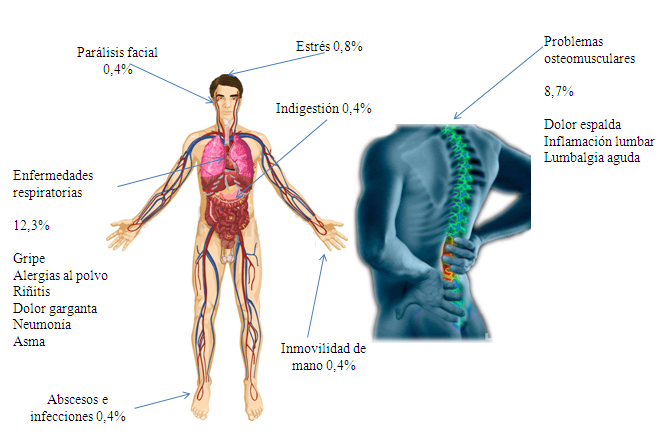 Parálisis facial
0,4%
Estrés 0,8%
Indigestión 0,4%
Problemas
osteomusculares
8,7%
Dolor espalda
Inflamación lumbar
Lumbalgia aguda
Enfermedades
respiratorias
12,3%
Gripe
Alergias al polvo
Riñitis
Dolor garganta
Neumonía
Asma
Inmovilidad de
mano 0,4%
Abscesos e
infecciones 0,4%